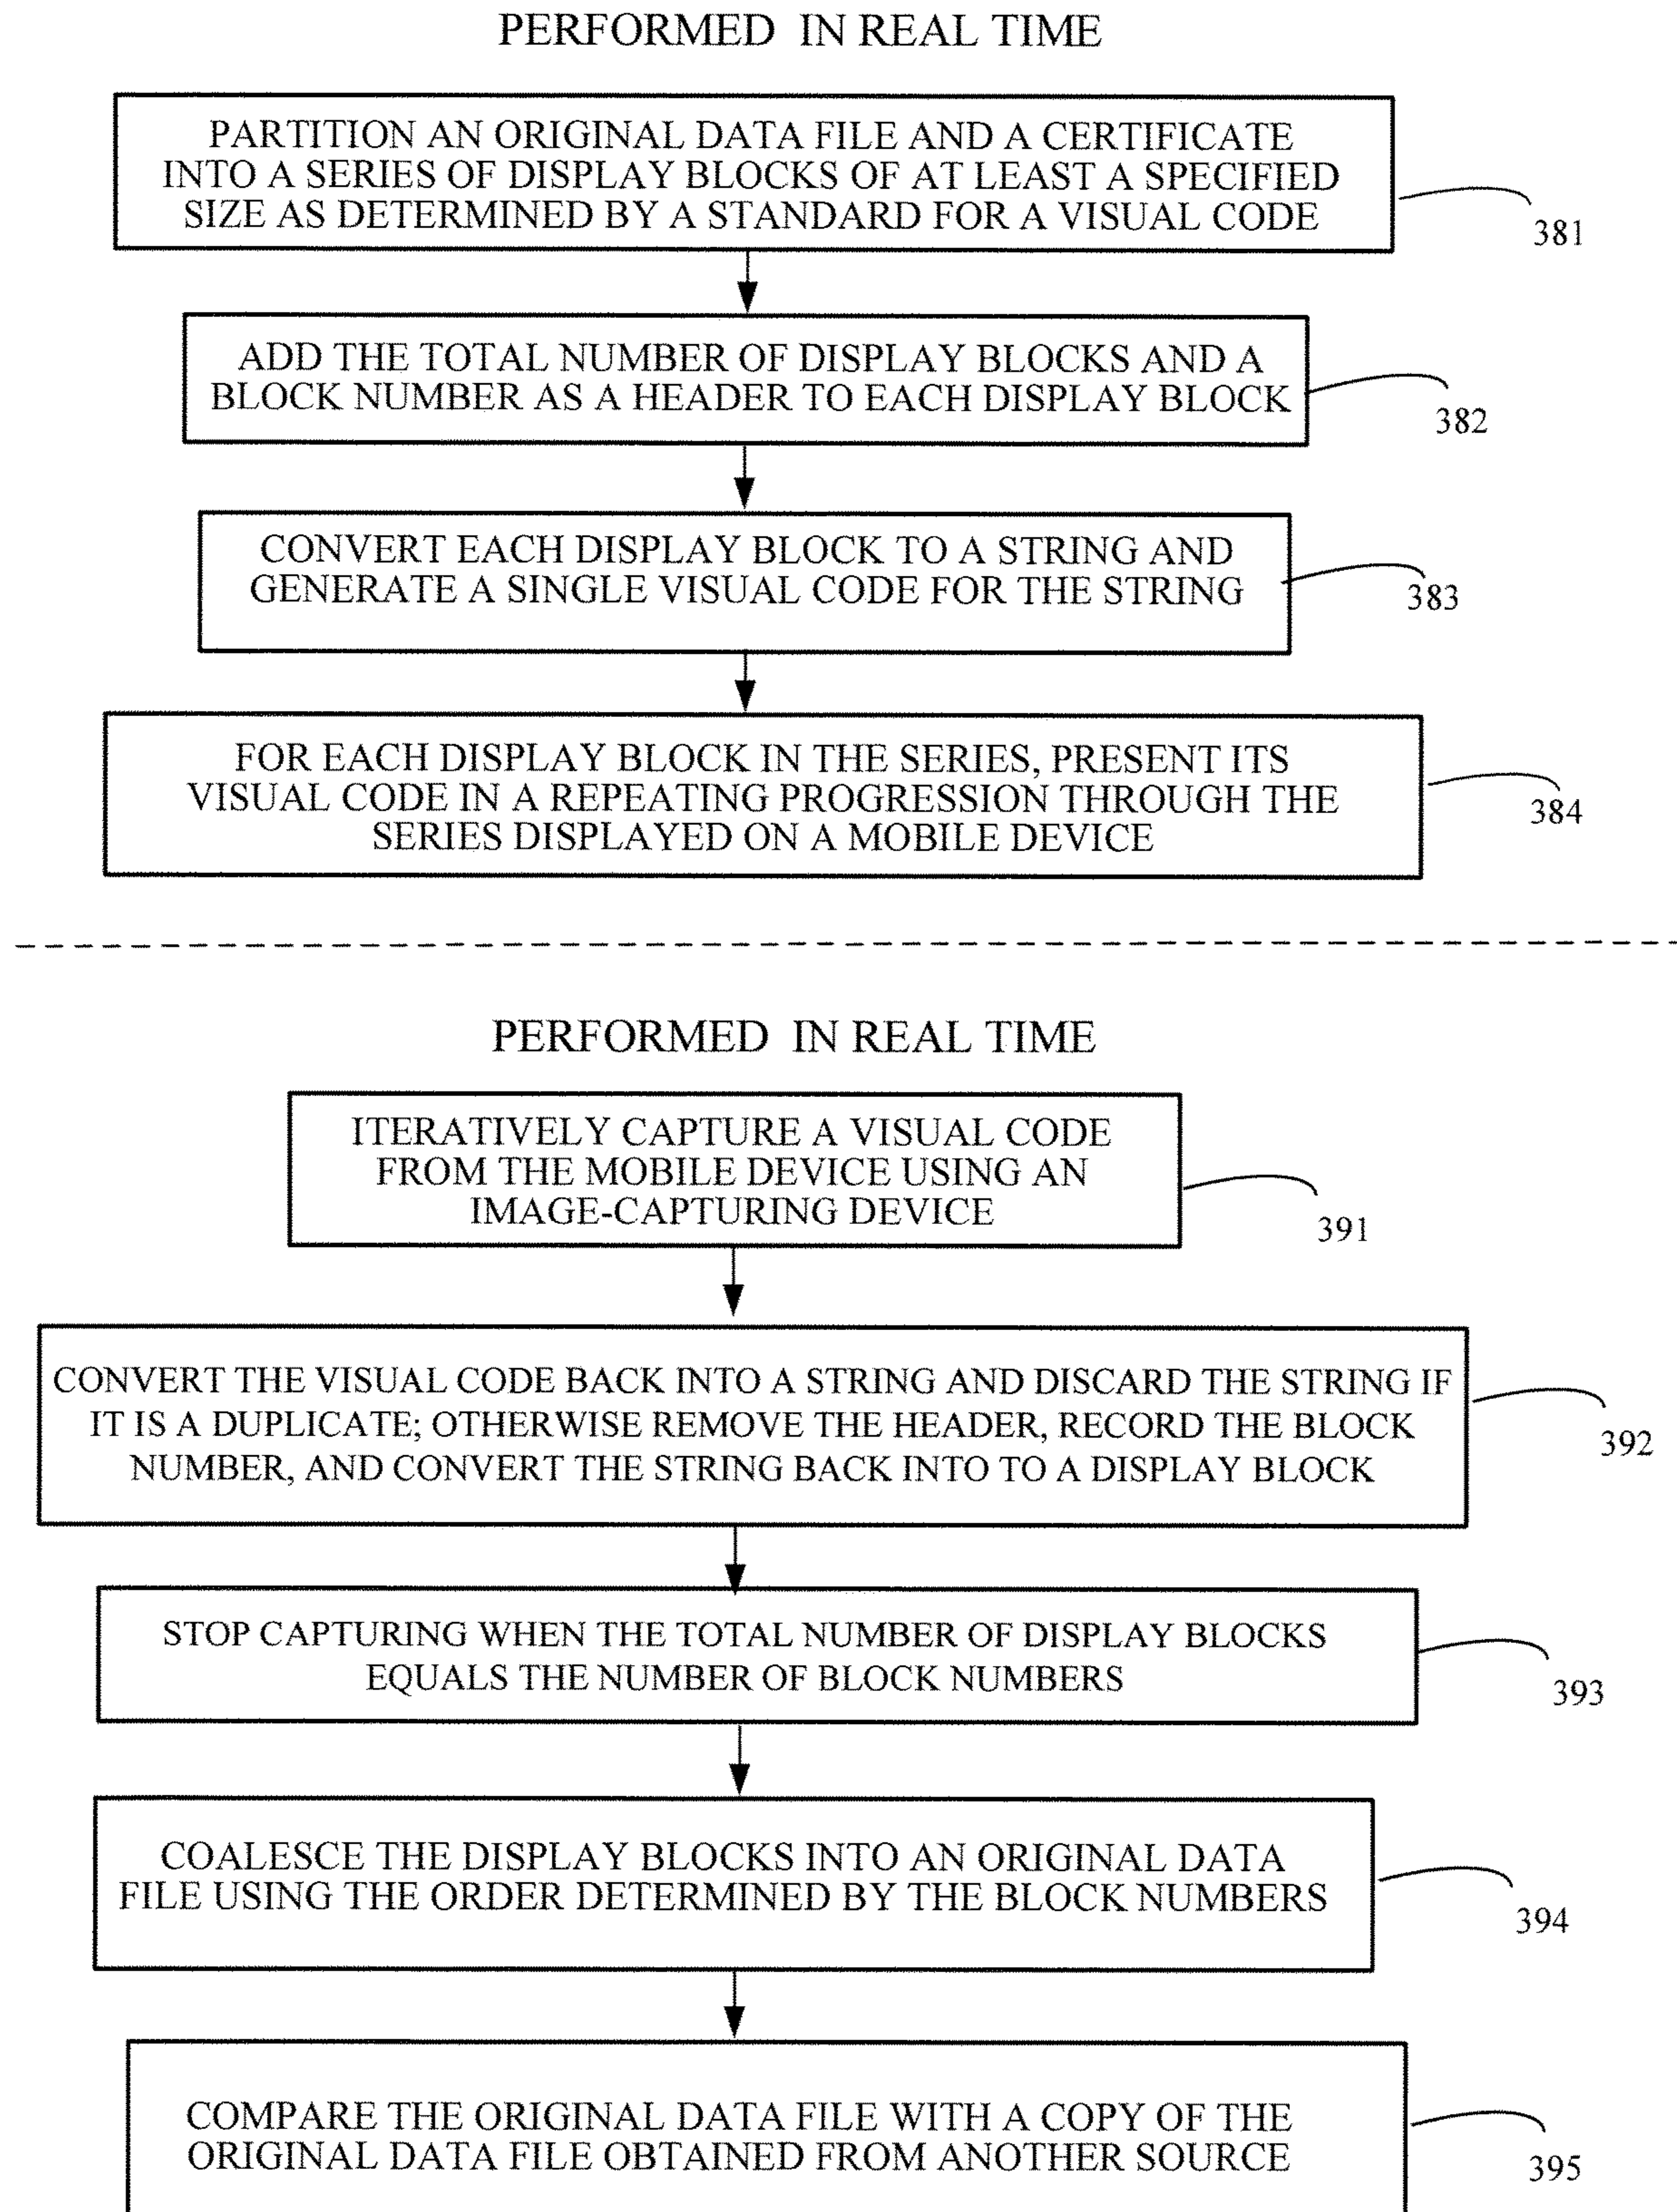 PERFORMED IN REAL TIME
PARTITION AN ORIGINAL DATA FILE AND A CERTIFICATE
INTO A SERIES OF DISPLAY BLOCKS OF AT LEAST A SPECIFIED
SIZE AS DETERMINED BY A STANDARD FOR A VISUAL CODE
381
ADD THE TOTAL NUMBER OF DISPLAY BLOCKS AND A
BLOCK NUMBER AS A HEADER TO EACH DISPLAY BLOCK
382
CONVERT EACH DISPLAY BLOCK TO A STRING AND
GENERATE A SINGLE VISUAL CODE FOR THE STRING
383
FOR EACH DISPLAY BLOCK IN THE SERIES, PRESENT ITS
VISUAL CODE IN A REPEATING PROGRESSION THROUGH THE
SERIES DISPLAYED ON A MOBILE DEVICE
384
PERFORMED IN REAL TIME
ITERATIVELY CAPTURE A VISUAL CODE
FROM THE MOBILE DEVICE USING AN
IMAGE-CAPTURING DEVICE
391
CONVERT THE VISUAL CODE BACK INTO A STRING AND DISCARD THE STRING IF
IT IS A DUPLICATE; OTHERWISE REMOVE THE HEADER, RECORD THE BLOCK
NUMBER, AND CONVERT THE STRING BACK INTO TO A DISPLAY BLOCK
392
STOP CAPTURING WHEN THE TOTAL NUMBER OF DISPLAY BLOCKS
EQUALS THE NUMBER OF BLOCK NUMBERS
393
COALESCE THE DISPLAY BLOCKS INTO AN ORIGINAL DATA
FILE USING THE ORDER DETERMINED BY THE BLOCK NUMBERS
394
COMPARE THE ORIGINAL DATA FILE WITH A COPY OF THE
ORIGINAL DATA FILE OBTAINED FROM ANOTHER SOURCE
395